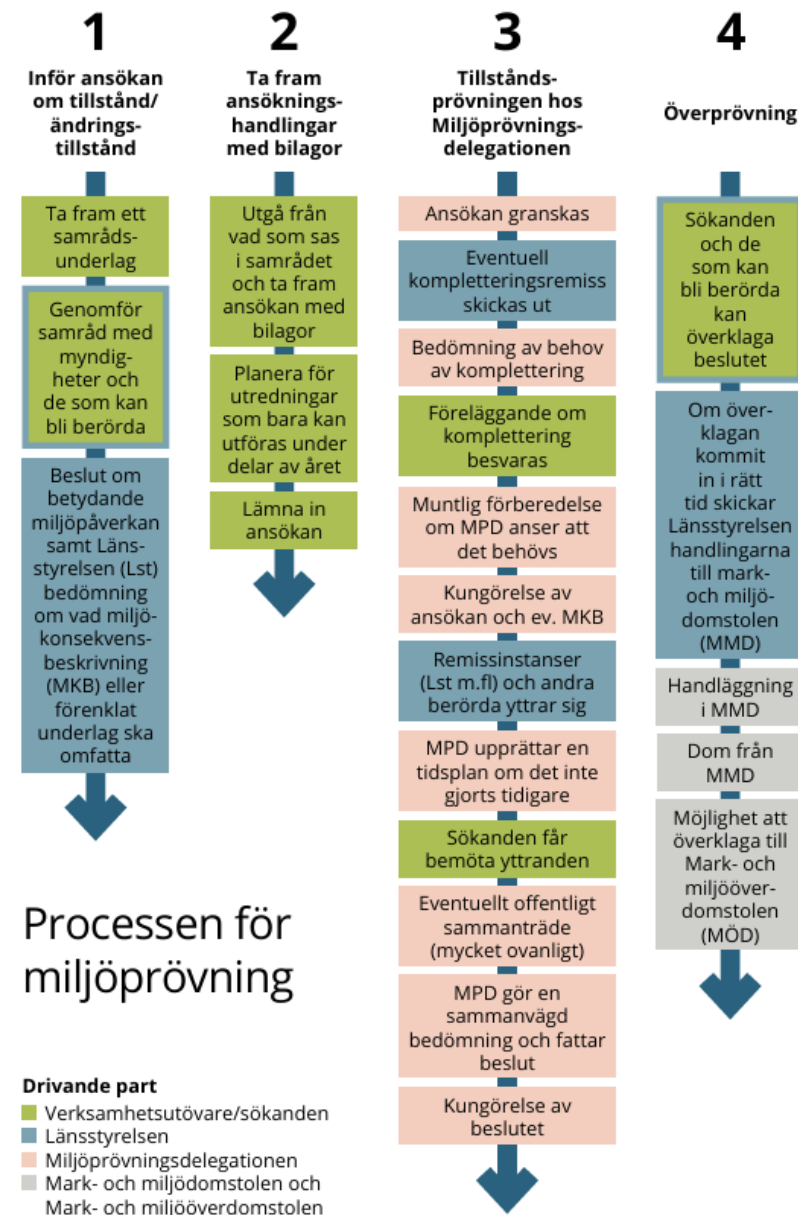 1
Inför ansökan
om tillstånd/
ändrings-
tillstånd
Ta fram ett
samråds-
underlag
Genomför
samråd med
myndig-
heter och
de som kan
bli berörda
Beslut om
betydande
miljöpåverkan
samt Läns-
styrelsen (Lst)
bedömning
om vad miljö-
konsekvens-
beskrivning
(MKB) eller
förenklat
underlag ska
omfatta
2
Ta fram
ansöknings-
handlingar
med bilagor
Utgå från
vad som sas
i samrådet
och ta fram
ansökan med
bilagor
Planera för
utredningar
som bara kan
utföras under
delar av året
Lämna in
ansökan
3
Tillstånds-
prövningen hos
Miljöprövnings-
delegationen
Ansökan granskas
Eventuell
kompletteringsremiss
skickas ut
Bedömning av behov
av komplettering
Föreläggande om
komplettering
besvaras
Muntlig förberedelse
om MPD anser att
det behövs
Kungörelse av
ansökan och ev. MKB
Remissinstanser
(Lst m.fl) och andra
berörda yttrar sig
MPD upprättar en
tidsplan om det inte
gjorts tidigare
Sökanden får
bemöta yttranden
Eventuellt offentligt
sammanträde
(mycket ovanligt)
MPD gör en
sammanvägd
bedömning och fattar
beslut
Kungörelse av
beslutet
4
Överprövning
Sökanden
och de
som kan
bli berörda
kan
överklaga
beslutet
Om över-
klagan
kommit
in i rätt
tid skickar
Länsstyrelsen
handlingarna
till mark-
och miljö-
domstolen
(MMD)
Handläggning
i MMD
Dom från
MMD
Möjlighet att
överklaga till
Mark- och
miljööver-
domstolen
(MÖD)
Processen för
miljöprövning
Drivande part
Verksamhetsutövare/sökanden
Länsstyrelsen
Miljöprövningsdelegationen
Mark- och miljödomstolen och
Mark- och miljööverdomstolen